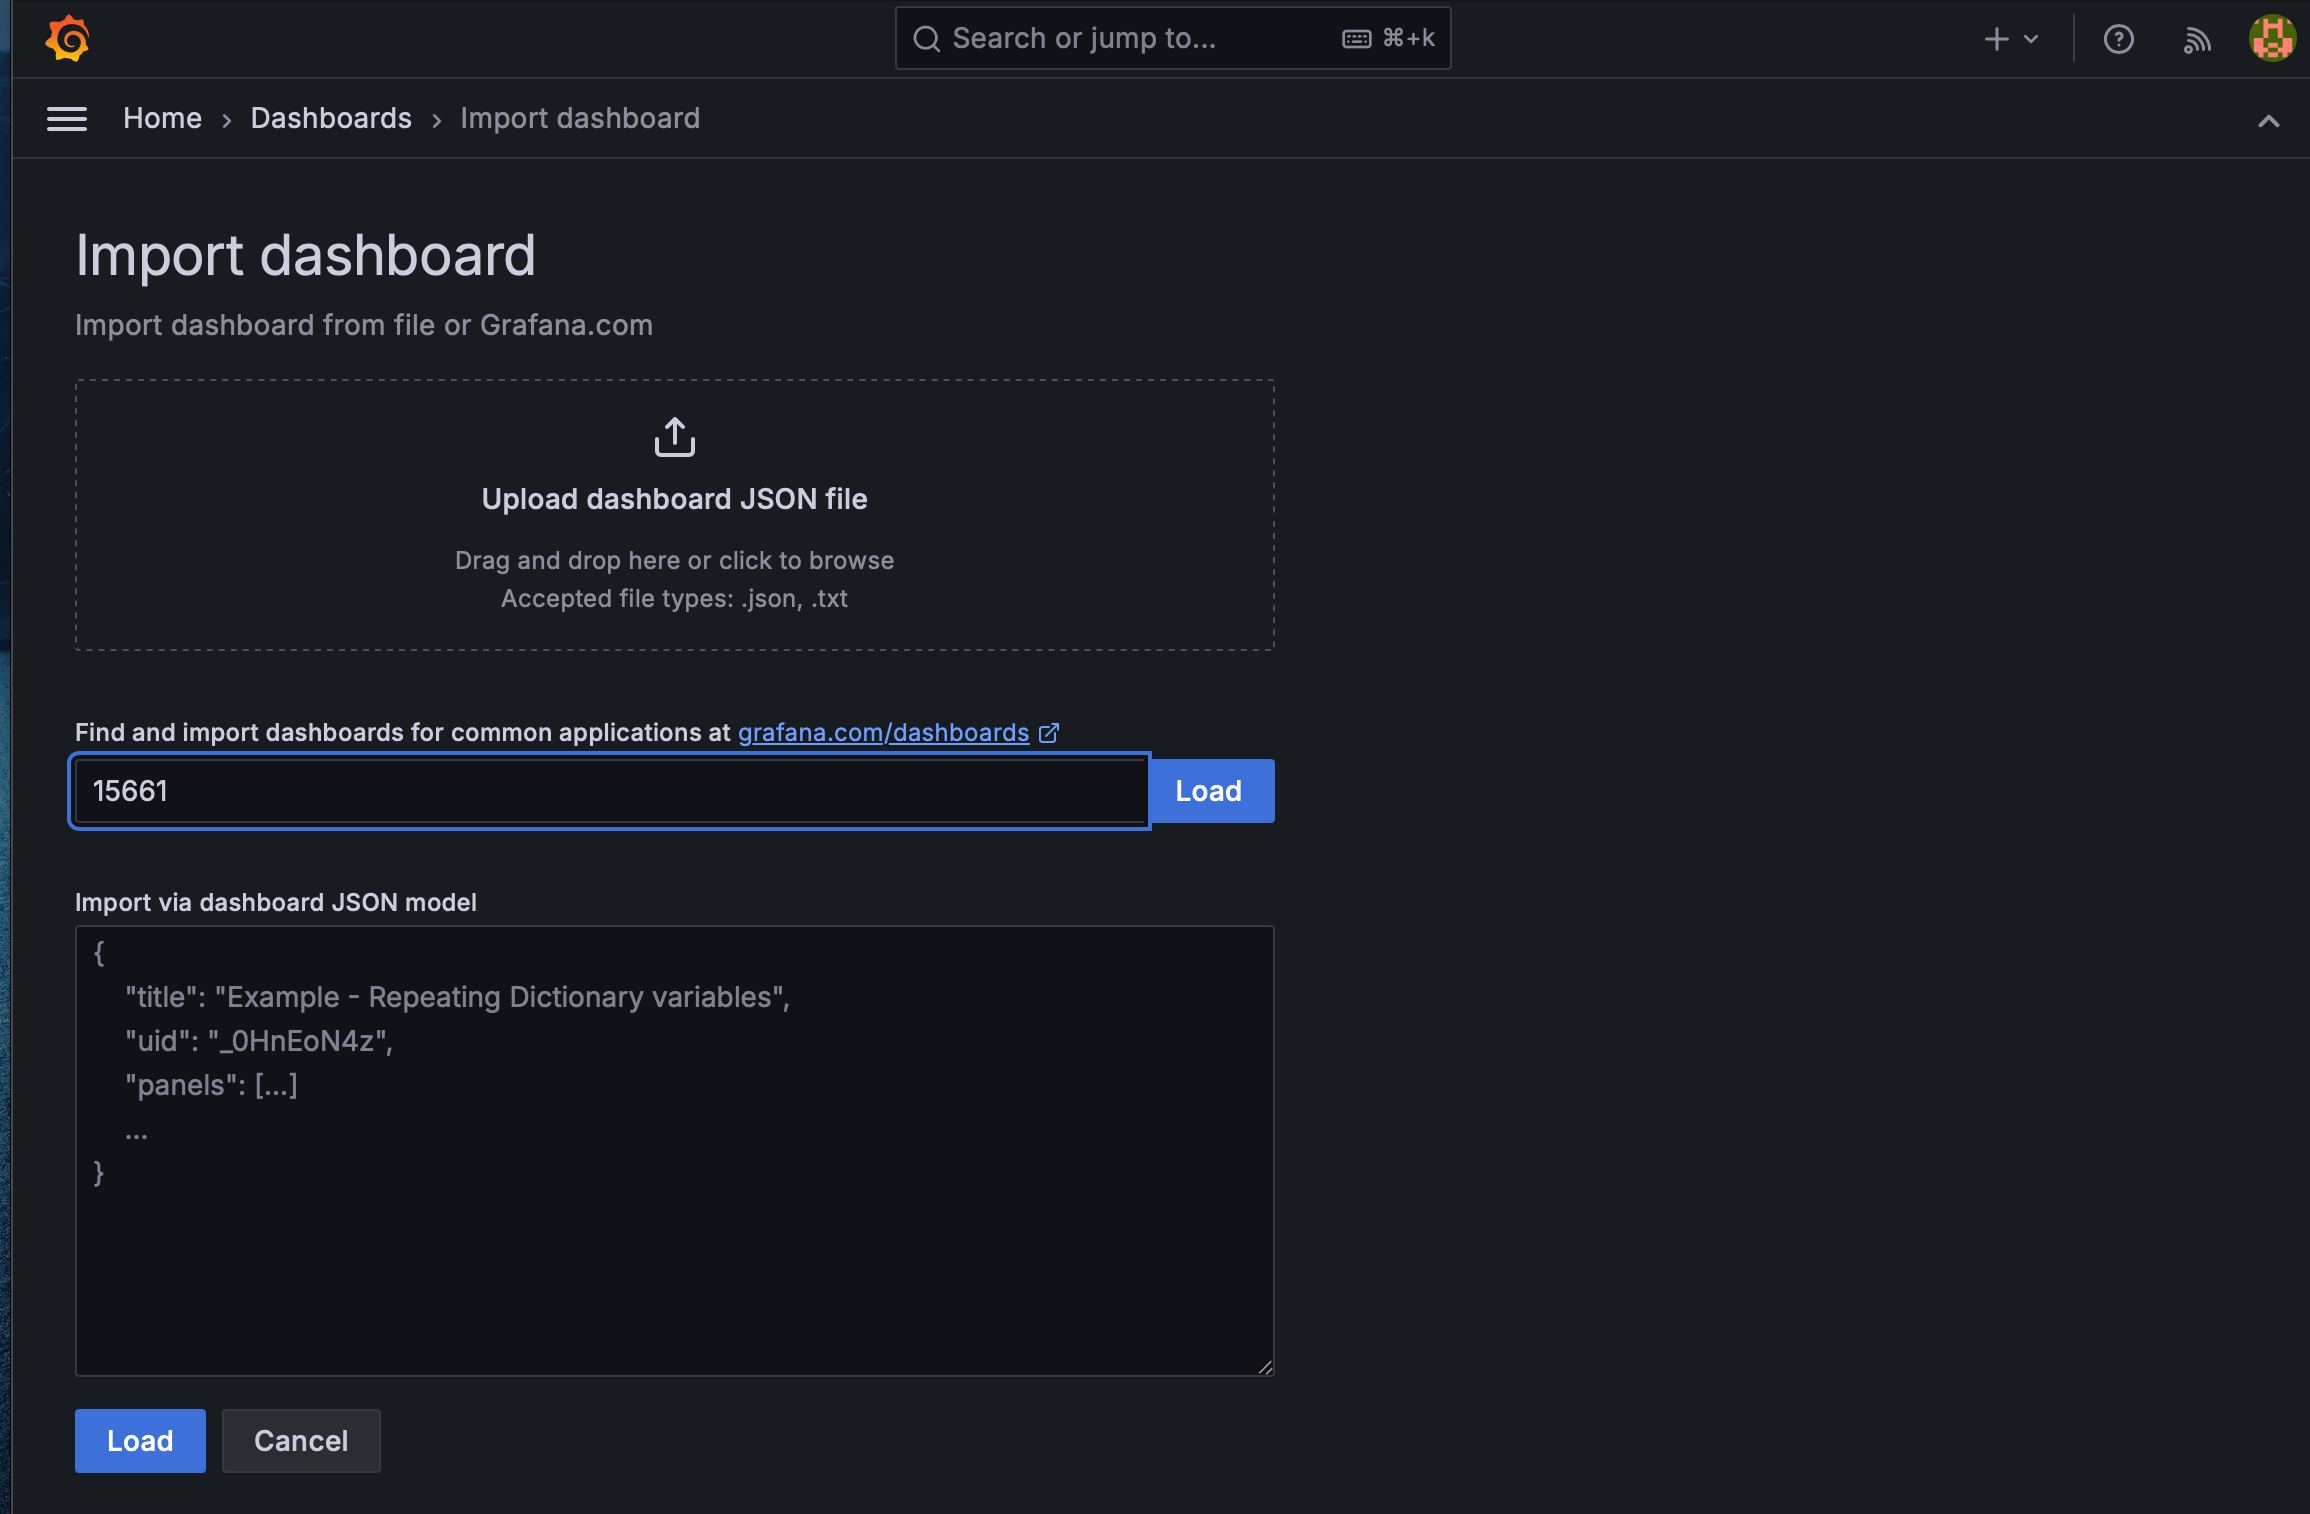 Search or jump to... ⌘+k
Home › Dashboards › Import dashboard
Import dashboard
Import dashboard from file or Grafana.com
Upload dashboard JSON file
Drag and drop here or click to browse
Accepted file types: .json, .txt
Find and import dashboards for common applications at grafana.com/dashboards
15661 Load
Import via dashboard JSON model
{
"title": "Example - Repeating Dictionary variables",
"uid": "_0HnEoN4z",
"panels": [...]
...
}
Load Cancel